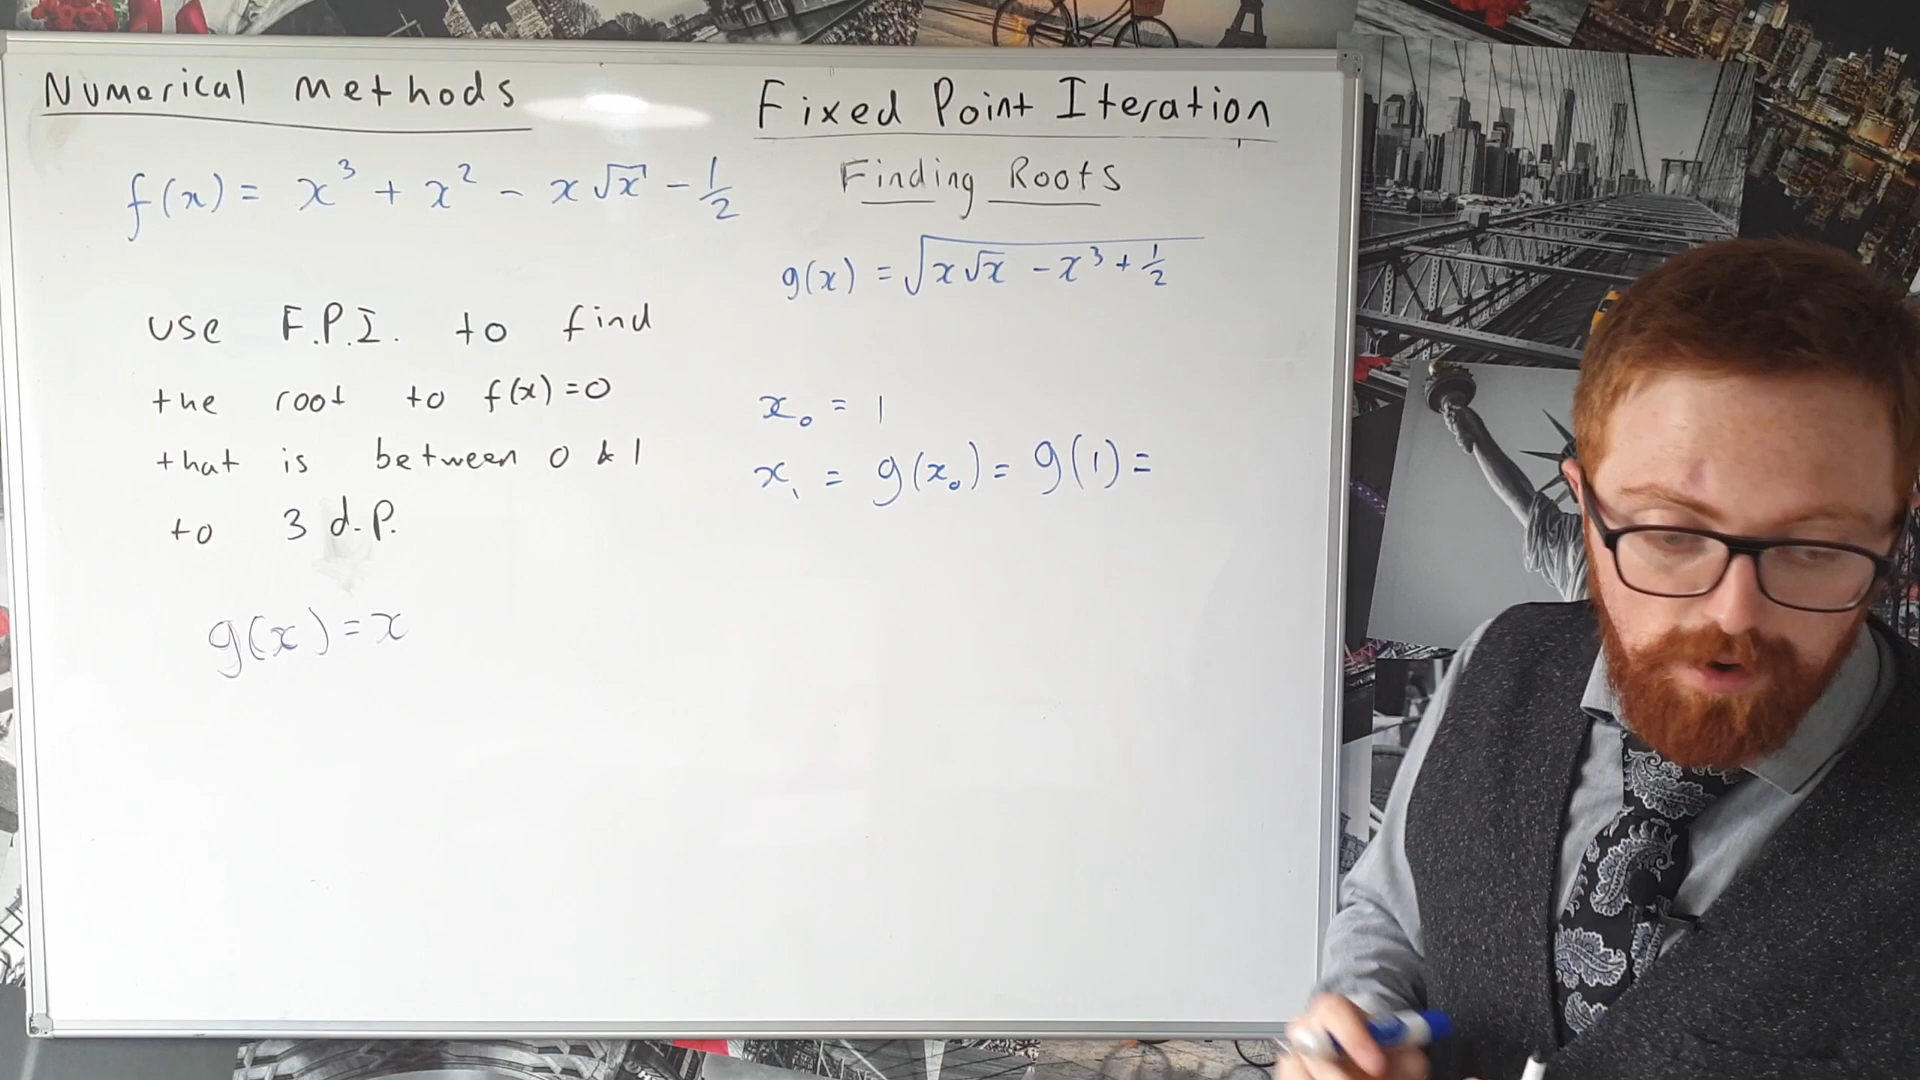 Numerical methods
f(x) = x³ + x² - x√x - 1/2
use F.P.I. to find
the root to f(x)=0
that is between 0 & 1
to 3 d.p.
g(x)=x
Fixed Point Iteration
Finding Roots
g(x) = √(x√x - x³ + 1/2)
x₀ = 1
x₁ = g(x₀) = g(1) =